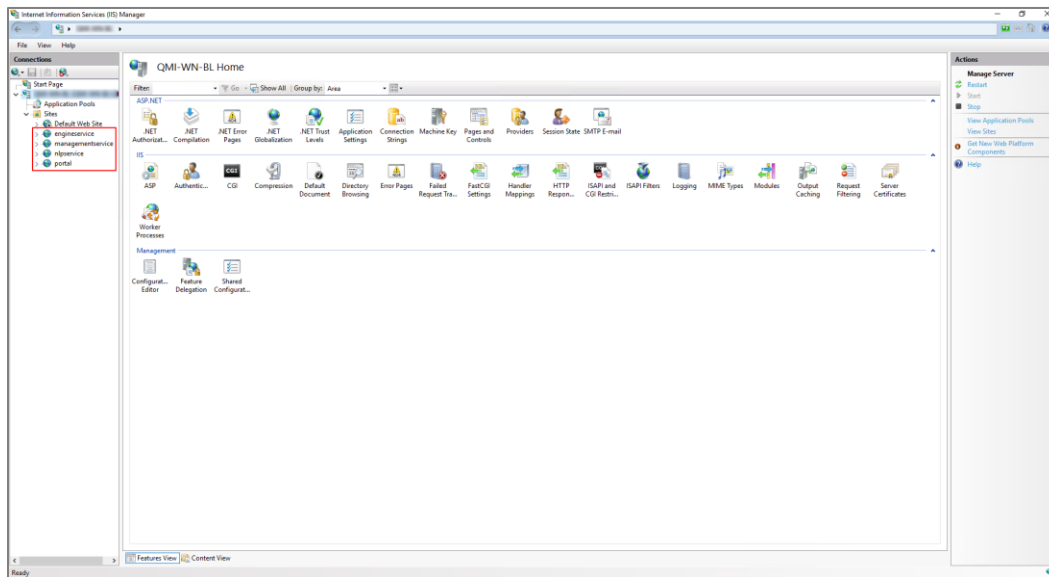 Internet Information Services (IIS) Manager
File View Help
Connections
Start Page
Application Pools
Sites
Default Web Site
engineservice
managementservice
nlpservice
portal
QMI-WN-BL Home
Filter: Go Show All Group by: Area
ASP.NET
.NET Authorizat...
.NET Compilation
.NET Error Pages
.NET Globalization
.NET Trust Levels
Application Settings
Connection Strings
Machine Key
Pages and Controls
Providers
Session State
SMTP E-mail
IIS
ASP
Authentic...
CGI
Compression
Default Document
Directory Browsing
Error Pages
Failed Request Tra...
FastCGI Settings
Handler Mappings
HTTP Respon...
ISAPI and CGI Restri...
ISAPI Filters
Logging
MIME Types
Modules
Output Caching
Request Filtering
Server Certificates
Worker Processes
Management
Configurat... Editor
Feature Delegation
Shared Configurat...
Features View Content View
Ready
Actions
Manage Server
Restart
Start
Stop
View Application Pools
View Sites
Get New Web Platform Components
Help